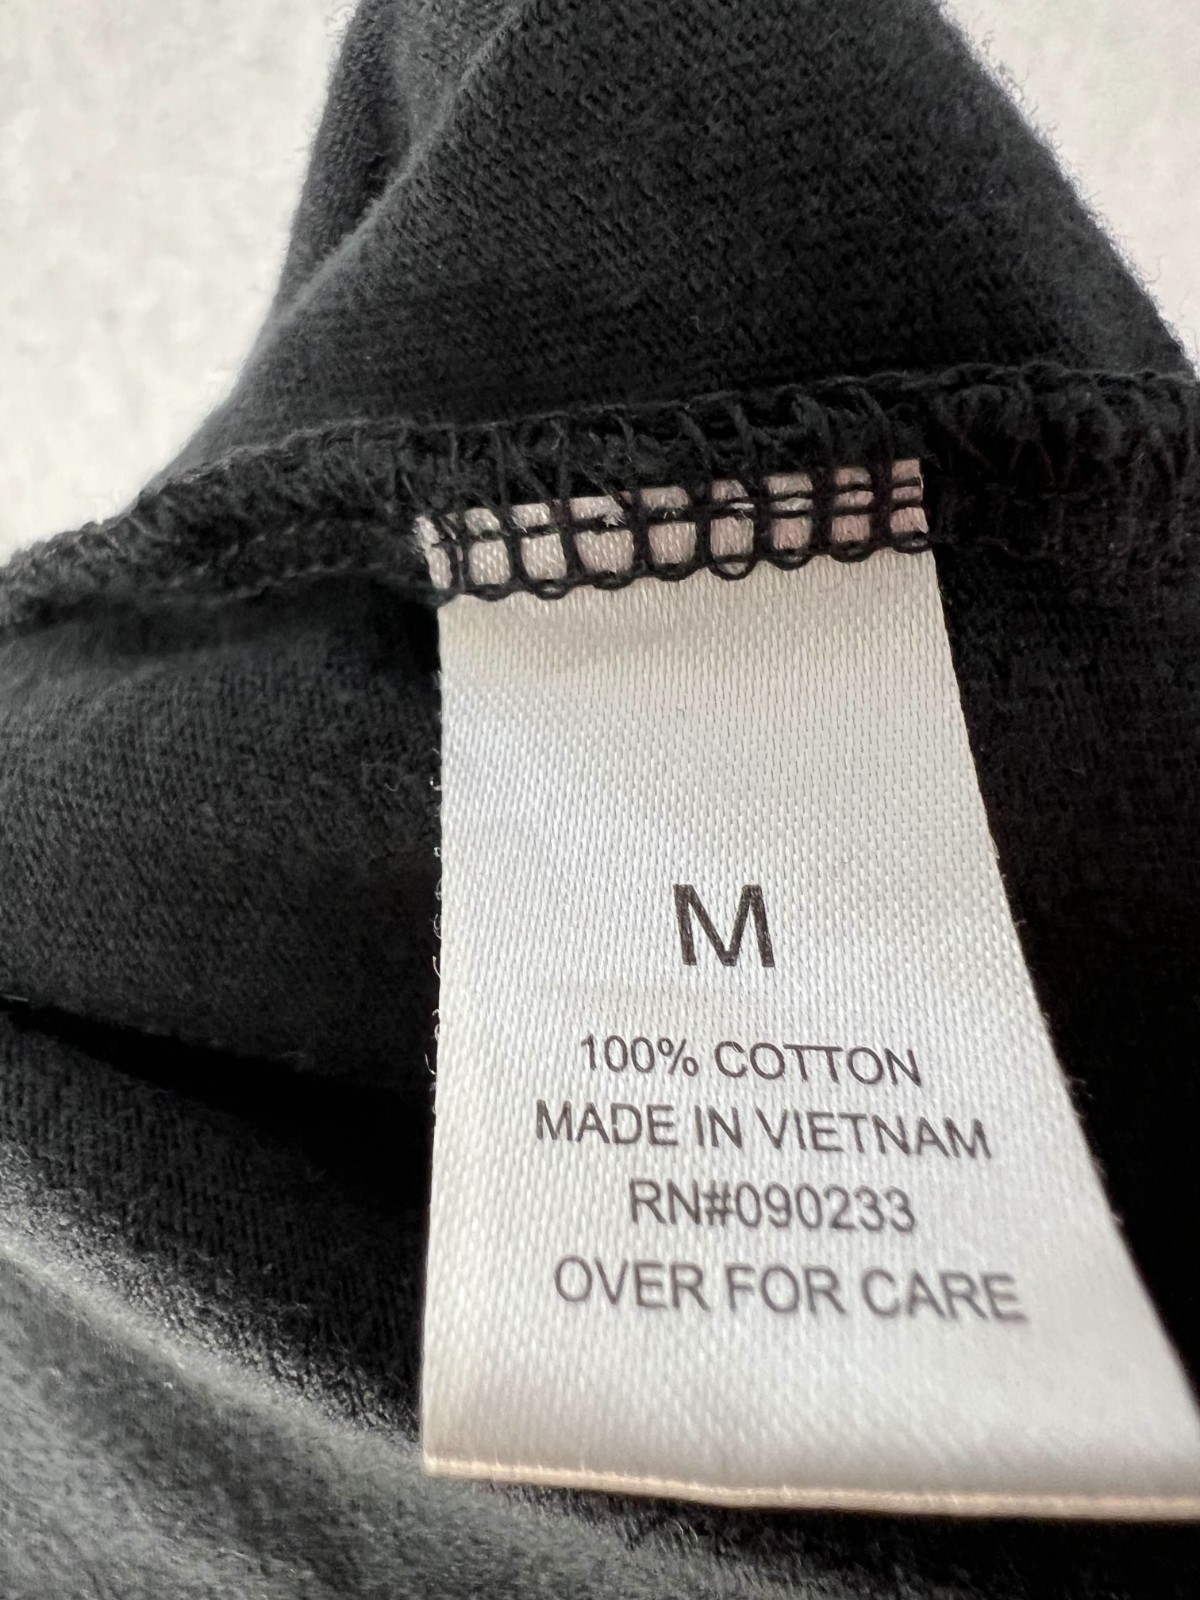 M
100% COTTON
MADE IN VIETNAM
RN#090233
OVER FOR CARE